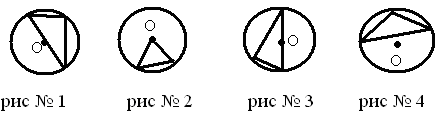 О О О О
рис № 1 рис № 2 рис № 3 рис № 4